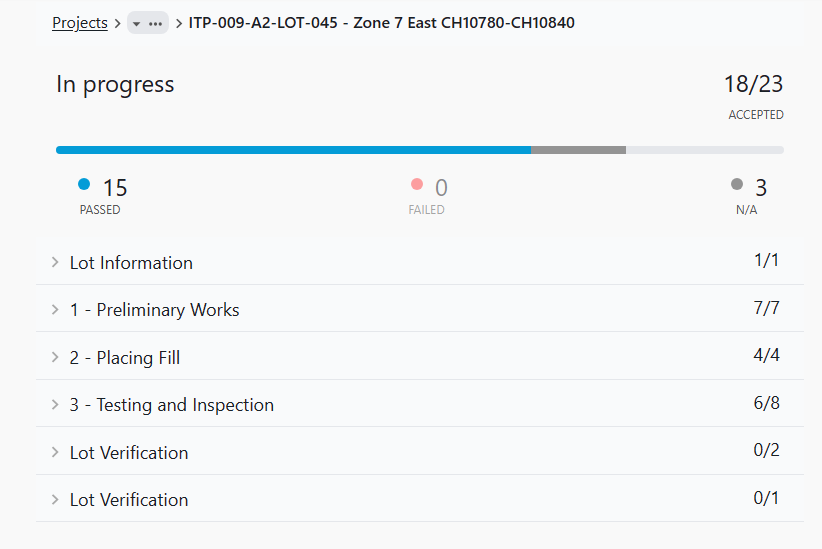 Projects > ... > ITP-009-A2-LOT-045 - Zone 7 East CH10780-CH10840
In progress 18/23
ACCEPTED
15 0 3
PASSED FAILED N/A
Lot Information 1/1
1 - Preliminary Works 7/7
2 - Placing Fill 4/4
3 - Testing and Inspection 6/8
Lot Verification 0/2
Lot Verification 0/1